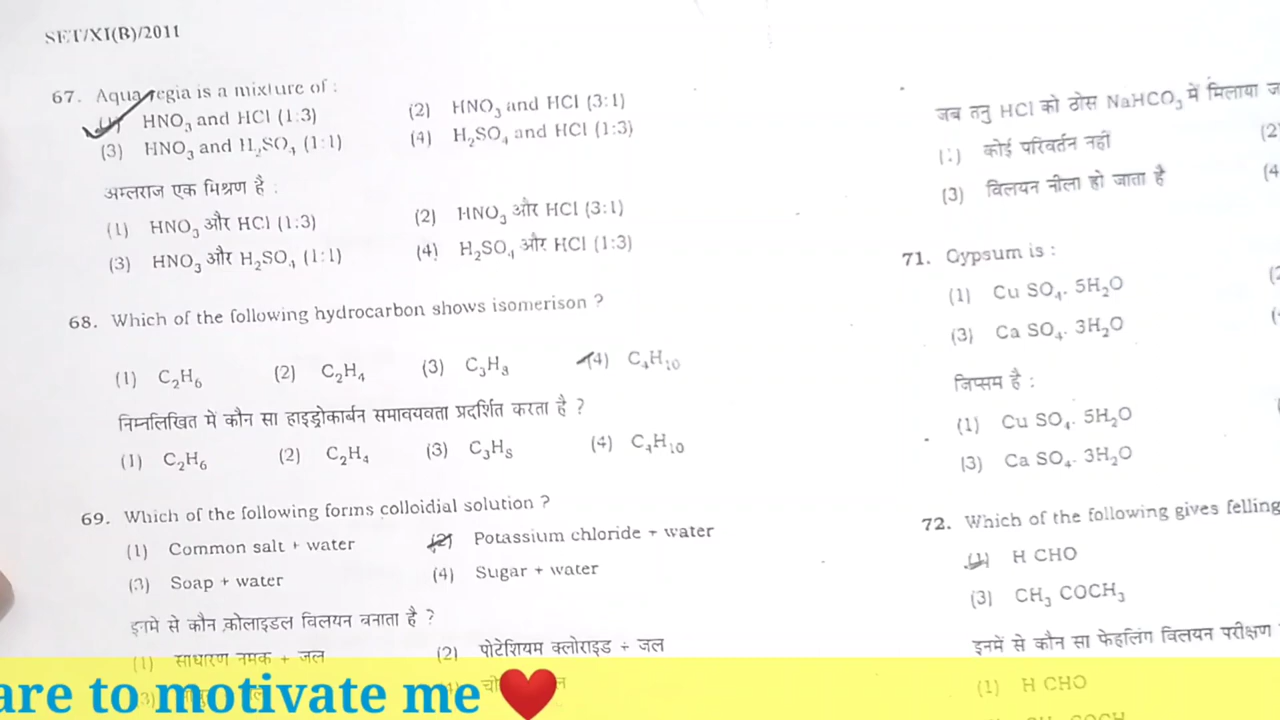 SET/XI(B)/2011
67. Aqua regia is a mixture of :
(1) HNO₃ and HCl (1:3) (2) HNO₃ and HCl (3:1)
(3) HNO₃ and H₂SO₄ (1:1) (4) H₂SO₄ and HCl (1:3)
अम्लराज एक मिश्रण है :
(1) HNO₃ और HCl (1:3) (2) HNO₃ और HCl (3:1)
(3) HNO₃ और H₂SO₄ (1:1) (4) H₂SO₄ और HCl (1:3)
68. Which of the following hydrocarbon shows isomerison ?
(1) C₂H₆ (2) C₂H₄ (3) C₃H₈ (4) C₄H₁₀
निम्नलिखित में कौन सा हाइड्रोकार्बन समावयवता प्रदर्शित करता है ?
(1) C₂H₆ (2) C₂H₄ (3) C₃H₈ (4) C₄H₁₀
69. Which of the following forms colloidial solution ?
(1) Common salt + water (2) Potassium chloride + water
(3) Soap + water (4) Sugar + water
इनमे से कौन कोलाइडल विलयन बनाता है ?
(1) साधारण नमक + जल (2) पोटेशियम क्लोराइड + जल
जब तनु HCl को ठोस NaHCO₃ में मिलाया
(1) कोई परिवर्तन नहीं (2
(3) विलयन नीला हो जाता है (4
71. Gypsum is :
(1) Cu SO₄. 5H₂O
(3) Ca SO₄. 3H₂O
जिप्सम है :
(1) Cu SO₄. 5H₂O
(3) Ca SO₄. 3H₂O
72. Which of the following gives felling
(1) H CHO
(3) CH₃ COCH₃
इनमें से कौन सा फेहलिंग विलयन परीक्षण
(1) H CHO
are to motivate me ❤